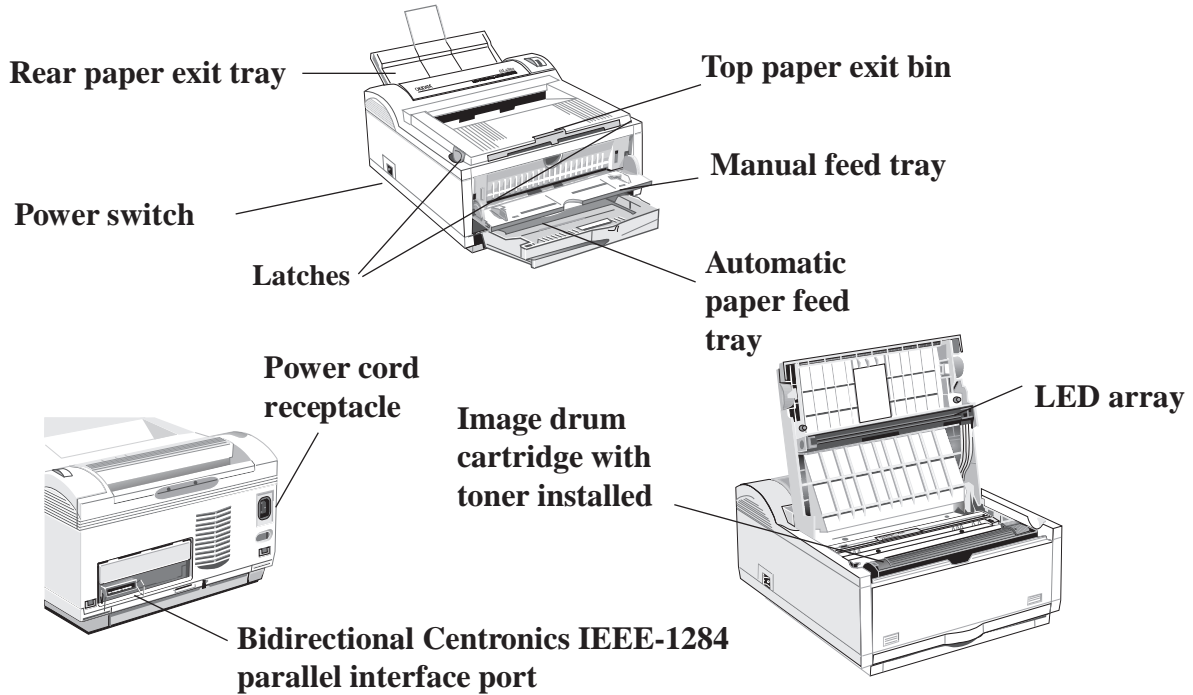 Rear paper exit tray
Top paper exit bin
Manual feed tray
Power switch
Latches
Automatic
paper feed
tray
Power cord
receptacle
Image drum
cartridge with
toner installed
LED array
Bidirectional Centronics IEEE-1284
parallel interface port